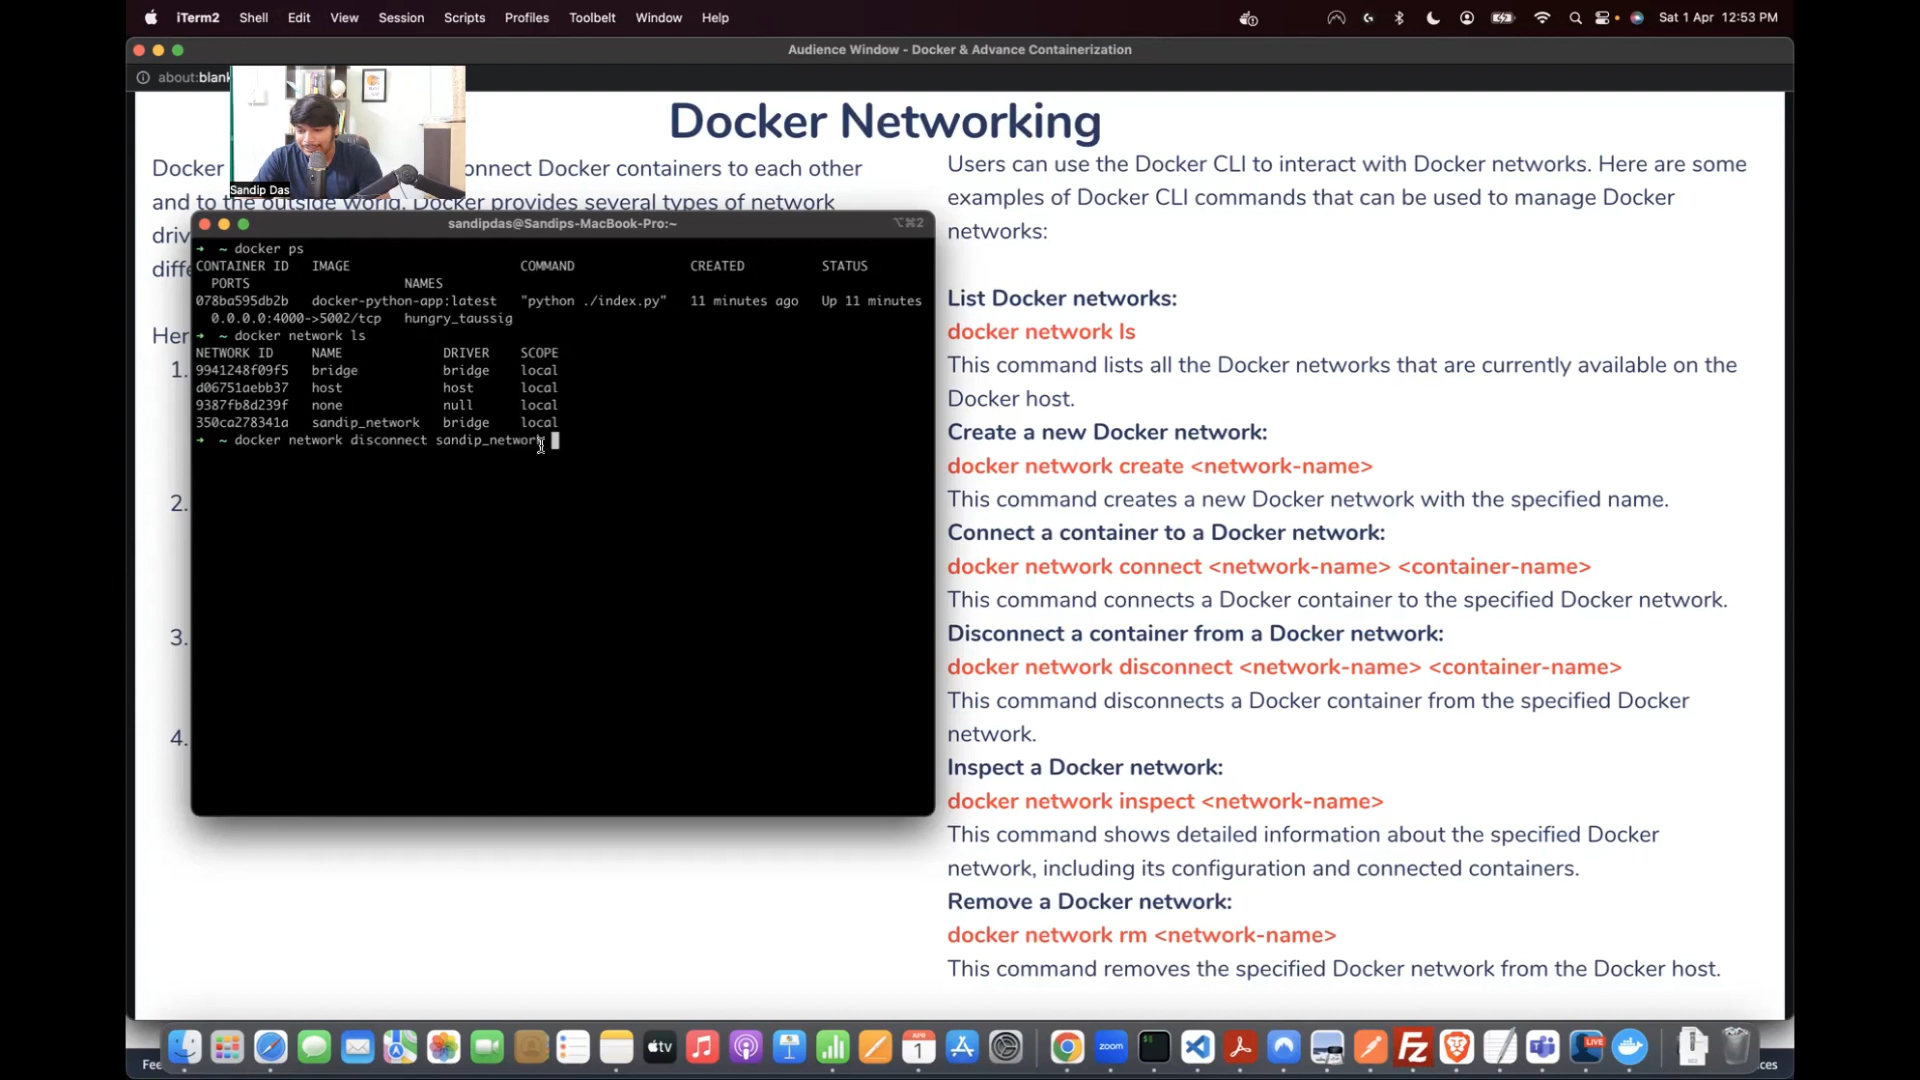 iTerm2 Shell Edit View Session Scripts Profiles Toolbelt Window Help
Sat 1 Apr 12:53 PM
Audience Window - Docker & Advance Containerization
about:blank
Sandip Das
Docker Networking
Docker
onnect Docker containers to each other
and to the outside world. Docker provides several types of network
driv
diffe
Her
1.
2.
3.
4.
sandipdas@Sandips-MacBook-Pro:~
⌥⌘2
➜ ~ docker ps
CONTAINER ID IMAGE COMMAND CREATED STATUS
PORTS NAMES
078ba595db2b docker-python-app:latest "python ./index.py" 11 minutes ago Up 11 minutes
0.0.0.0:4000->5002/tcp hungry_taussig
➜ ~ docker network ls
NETWORK ID NAME DRIVER SCOPE
9941248f09f5 bridge bridge local
d06751aebb37 host host local
9387fb8d239f none null local
350ca278341a sandip_network bridge local
➜ ~ docker network disconnect sandip_network
Users can use the Docker CLI to interact with Docker networks. Here are some
examples of Docker CLI commands that can be used to manage Docker
networks:
List Docker networks:
docker network ls
This command lists all the Docker networks that are currently available on the
Docker host.
Create a new Docker network:
docker network create <network-name>
This command creates a new Docker network with the specified name.
Connect a container to a Docker network:
docker network connect <network-name> <container-name>
This command connects a Docker container to the specified Docker network.
Disconnect a container from a Docker network:
docker network disconnect <network-name> <container-name>
This command disconnects a Docker container from the specified Docker
network.
Inspect a Docker network:
docker network inspect <network-name>
This command shows detailed information about the specified Docker
network, including its configuration and connected containers.
Remove a Docker network:
docker network rm <network-name>
This command removes the specified Docker network from the Docker host.
tv
APR
1
zoom
LIVE
Fee
ces